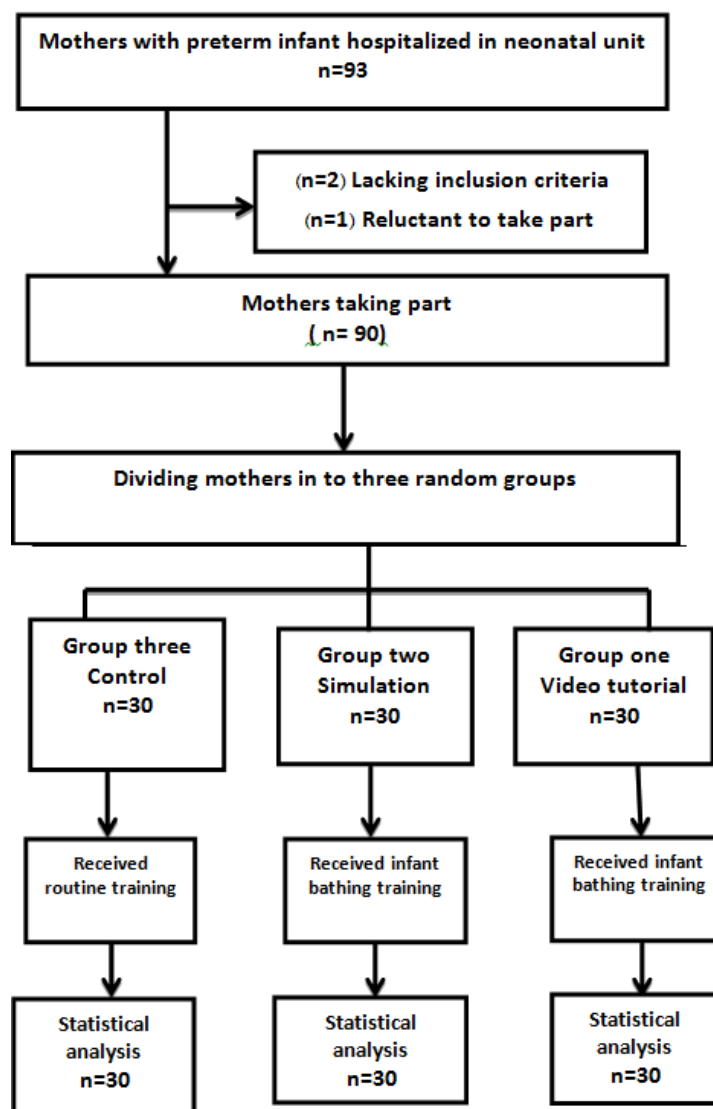 Mothers with preterm infant hospitalized in neonatal unit
n=93
(n=2) Lacking inclusion criteria
(n=1) Reluctant to take part
Mothers taking part
( n= 90)
Dividing mothers in to three random groups
Group three
Control
n=30
Group two
Simulation
n=30
Group one
Video tutorial
n=30
Received
routine training
Received infant
bathing training
Received infant
bathing training
Statistical
analysis
n=30
Statistical
analysis
n=30
Statistical
analysis
n=30